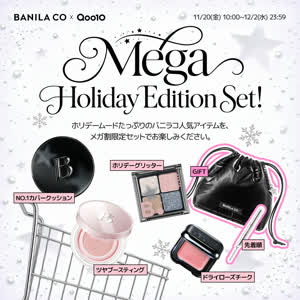 BANILA CO × Qoo10
11/20(金) 10:00~12/2(水) 23:59
Mega
Holiday Edition Set!
ホリデームードたっぷりのバニラコ人気アイテムを、
メガ割限定セットでお楽しみください。
ホリデーグリッター
GIFT
B
NO.1カバークッション
BANILA CO
先着順
ツヤブースティング
ドライローズチーク